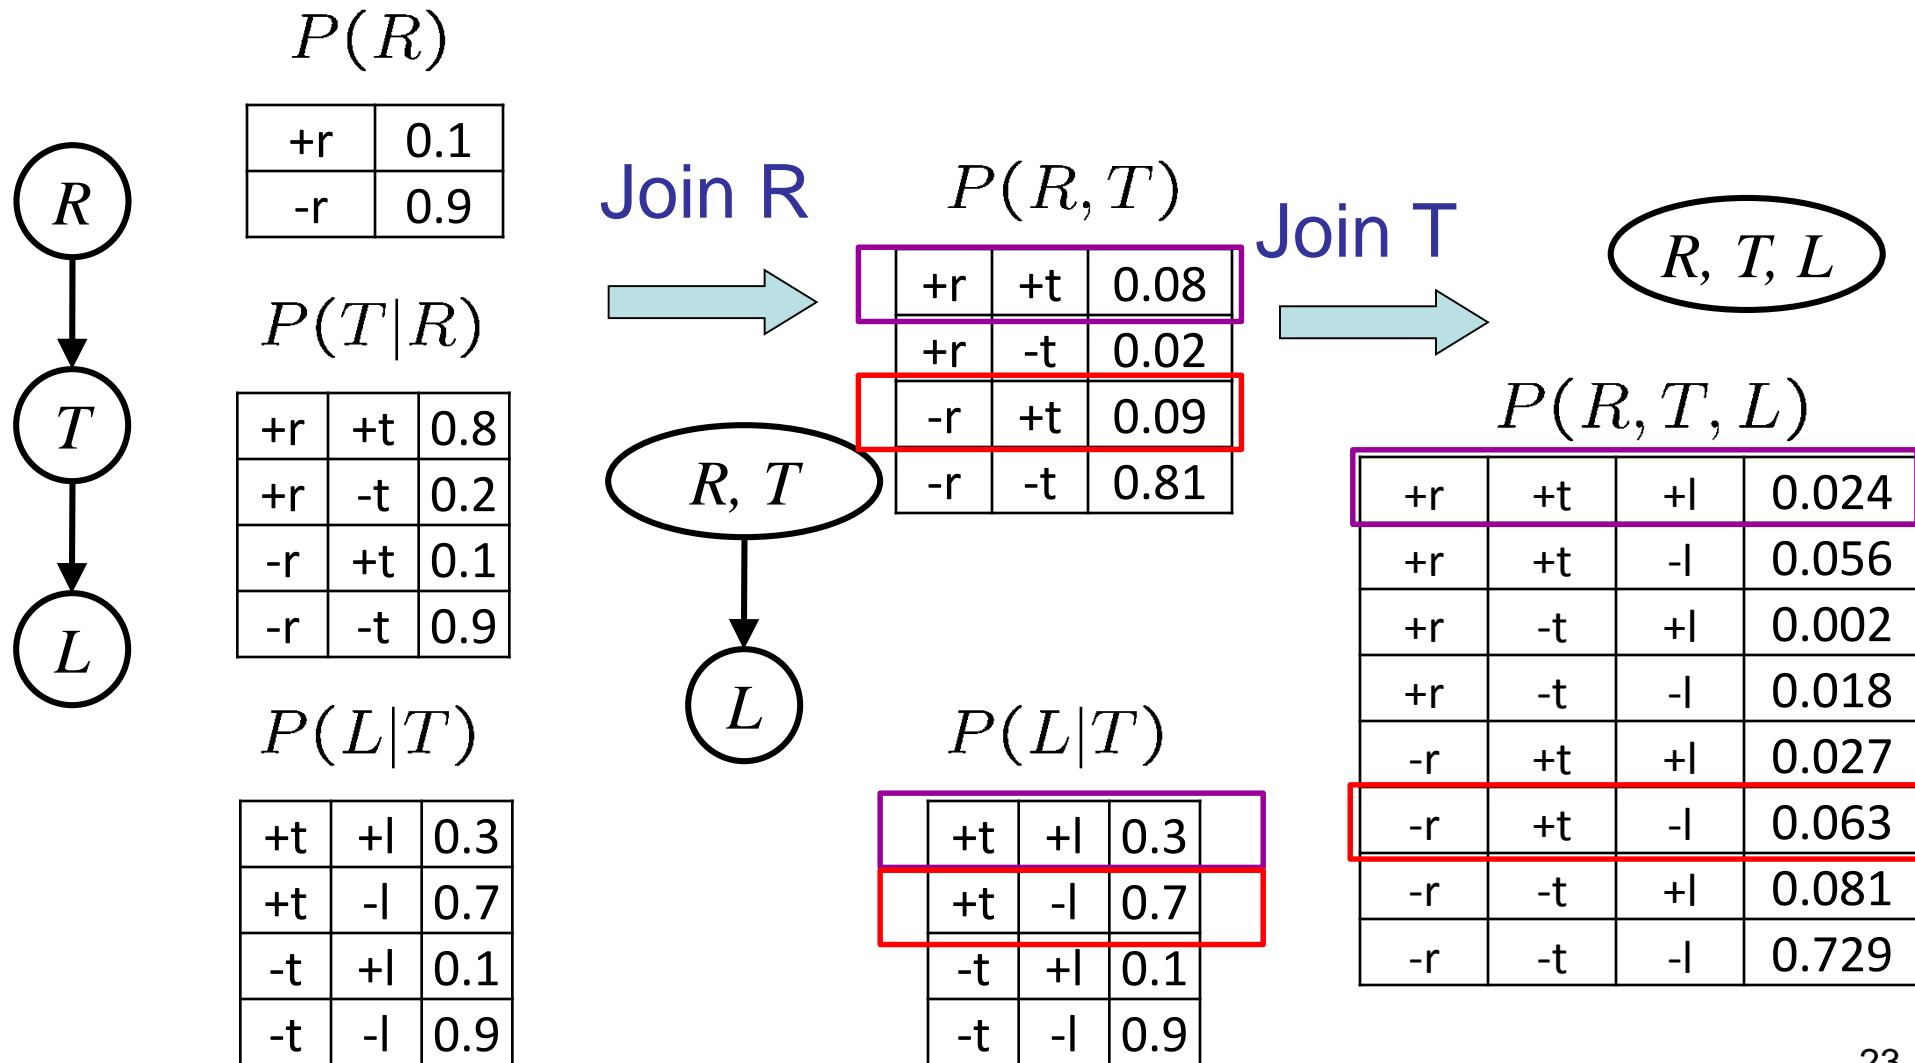 P(R)
+r 0.1
-r 0.9
R
T
L
P(T|R)
+r +t 0.8
+r -t 0.2
-r +t 0.1
-r -t 0.9
P(L|T)
+t +l 0.3
+t -l 0.7
-t +l 0.1
-t -l 0.9
Join R
R, T
L
P(R, T)
+r +t 0.08
+r -t 0.02
-r +t 0.09
-r -t 0.81
P(L|T)
+t +l 0.3
+t -l 0.7
-t +l 0.1
-t -l 0.9
Join T
R, T, L
P(R, T, L)
+r +t +l 0.024
+r +t -l 0.056
+r -t +l 0.002
+r -t -l 0.018
-r +t +l 0.027
-r +t -l 0.063
-r -t +l 0.081
-r -t -l 0.729
23